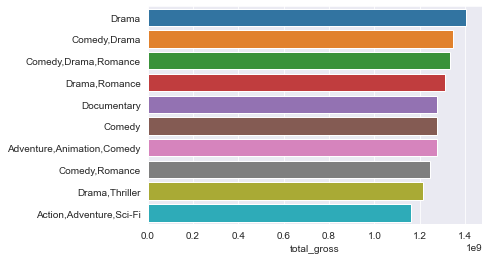 Drama
Comedy,Drama
Comedy,Drama,Romance
Drama,Romance
Documentary
Comedy
Adventure,Animation,Comedy
Comedy,Romance
Drama,Thriller
Action,Adventure,Sci-Fi
0.0 0.2 0.4 0.6 0.8 1.0 1.2 1.4
1e9
total_gross